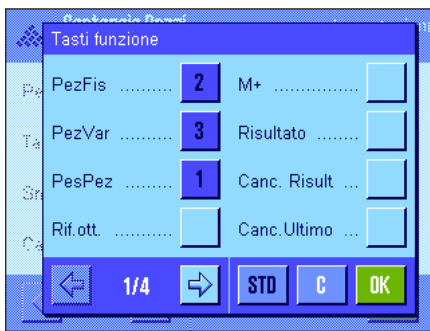 Tasti funzione
PezFis .......... 2
M+ ...............
PezVar .......... 3
Risultato ........
PesPez .......... 1
Canc. Risult ...
Rif.ott. ..........
Canc.Ultimo ...
1/4
STD
C
OK